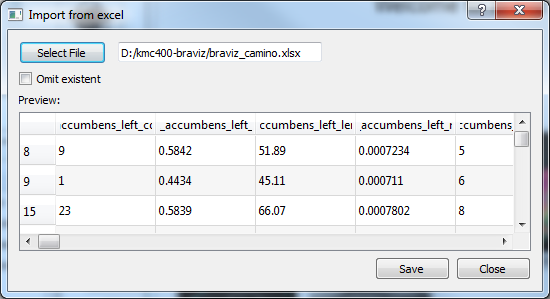 Import from excel
Select File D:/kmc400-braviz/braviz_camino.xlsx
Omit existent
Preview:
ccumbens_left_cc _accumbens_left_ ccumbens_left_ler _accumbens_left_r ccumbens_
8 9 0.5842 51.89 0.0007234 5
9 1 0.4434 45.11 0.000711 6
15 23 0.5839 66.07 0.0007802 8
Save Close